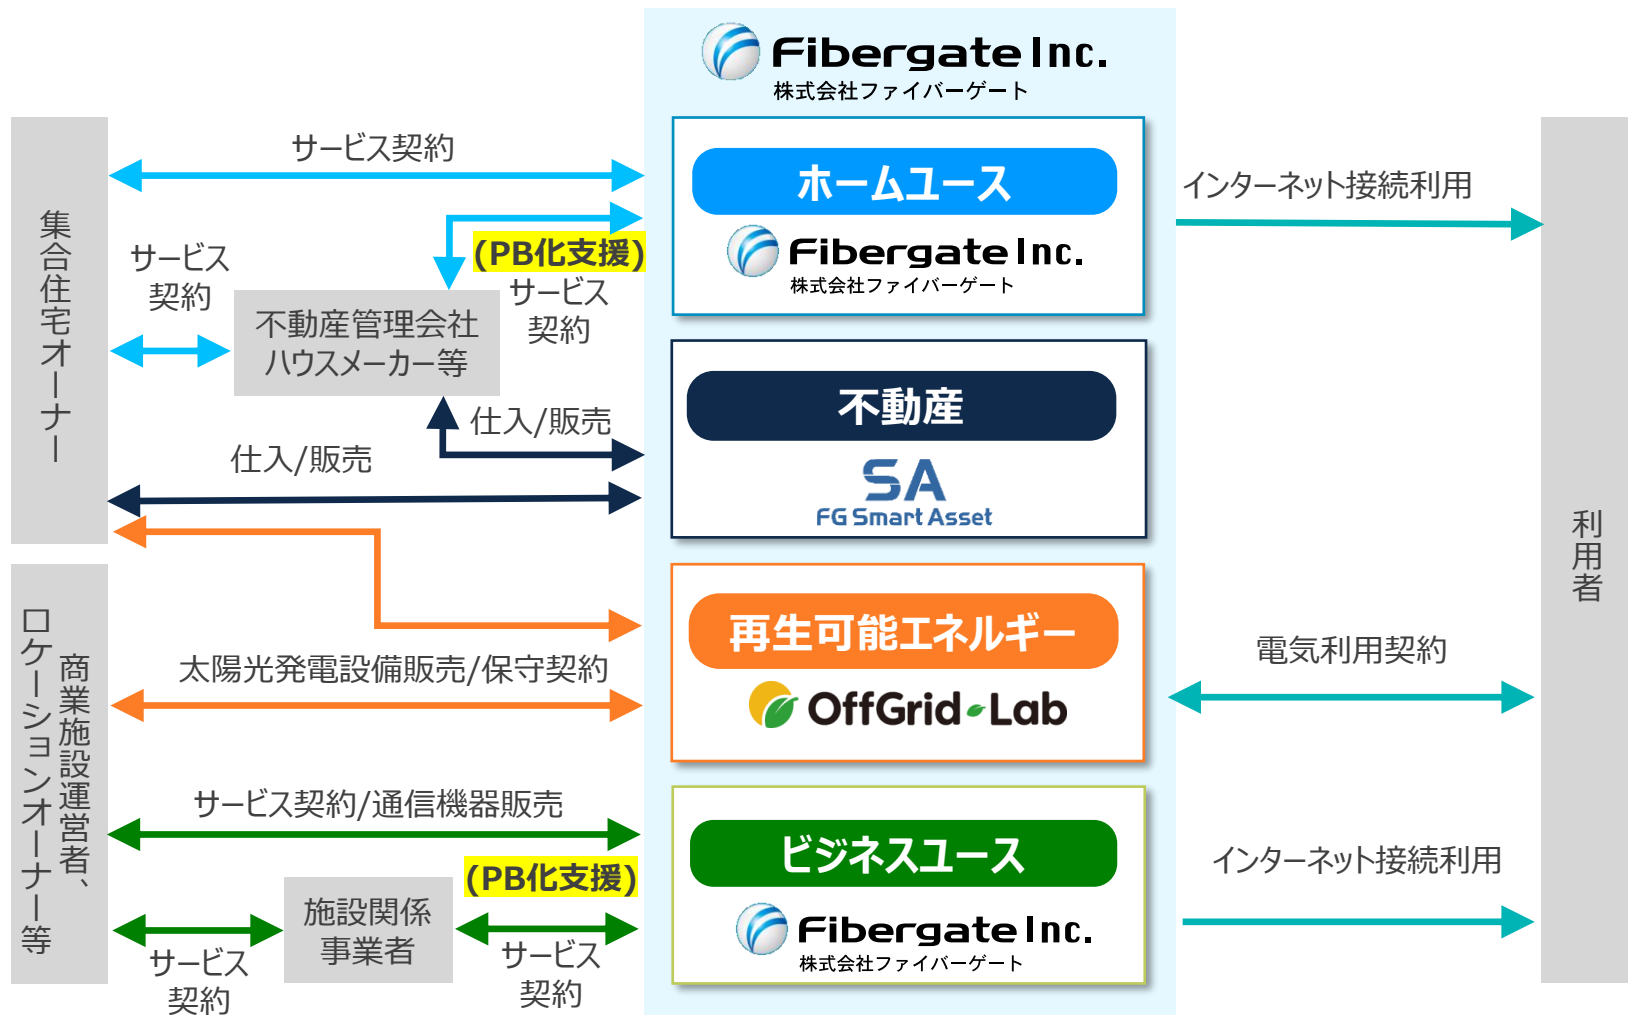 Fibergate Inc.
株式会社ファイバーゲート
集合住宅オーナー
サービス契約
サービス
契約
(PB化支援)
サービス
契約
不動産管理会社
ハウスメーカー等
仕入/販売
仕入/販売
ホームユース
Fibergate Inc.
株式会社ファイバーゲート
不動産
SA
FG Smart Asset
再生可能エネルギー
OffGrid Lab
ビジネスユース
Fibergate Inc.
株式会社ファイバーゲート
商業施設運営者、
ロケーションオーナー等
太陽光発電設備販売/保守契約
サービス契約/通信機器販売
(PB化支援)
施設関係
事業者
サービス
契約
サービス
契約
インターネット接続利用
電気利用契約
インターネット接続利用
利用者